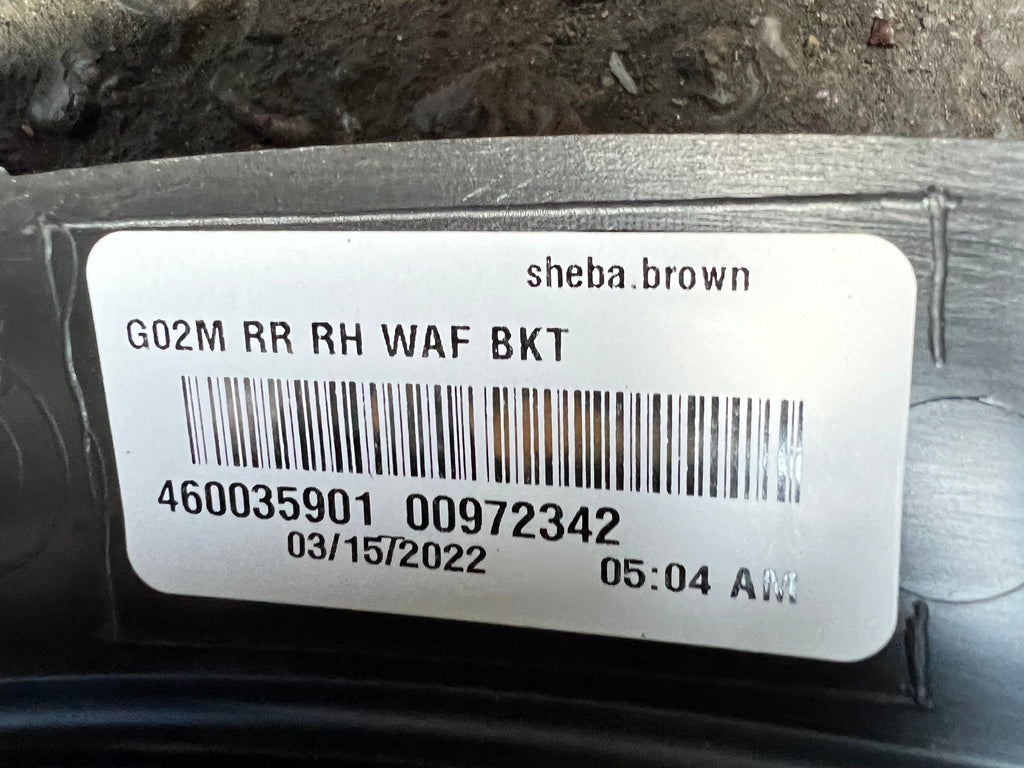 sheba.brown
G02M RR RH WAF BKT
460035901 00972342
03/15/2022 05:04 AM